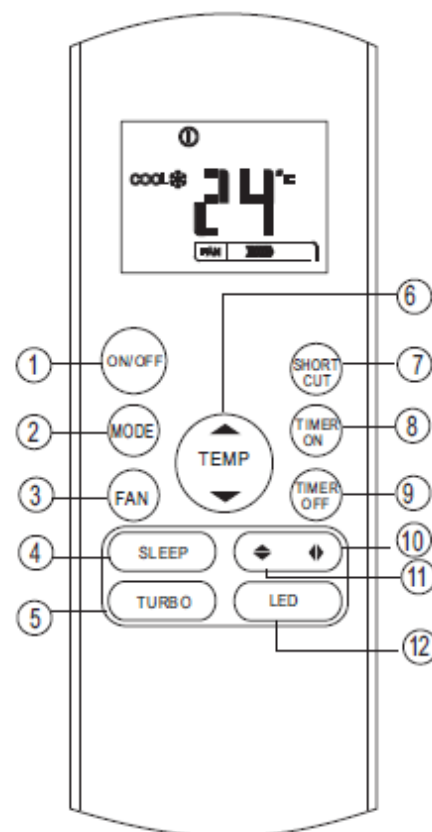 COOL
24°C
FAN
6
1
ON/OFF
SHORT
CUT
7
2
MODE
TEMP
TIMER
ON
8
3
FAN
TIMER
OFF
9
4
SLEEP
10
11
5
TURBO
LED
12